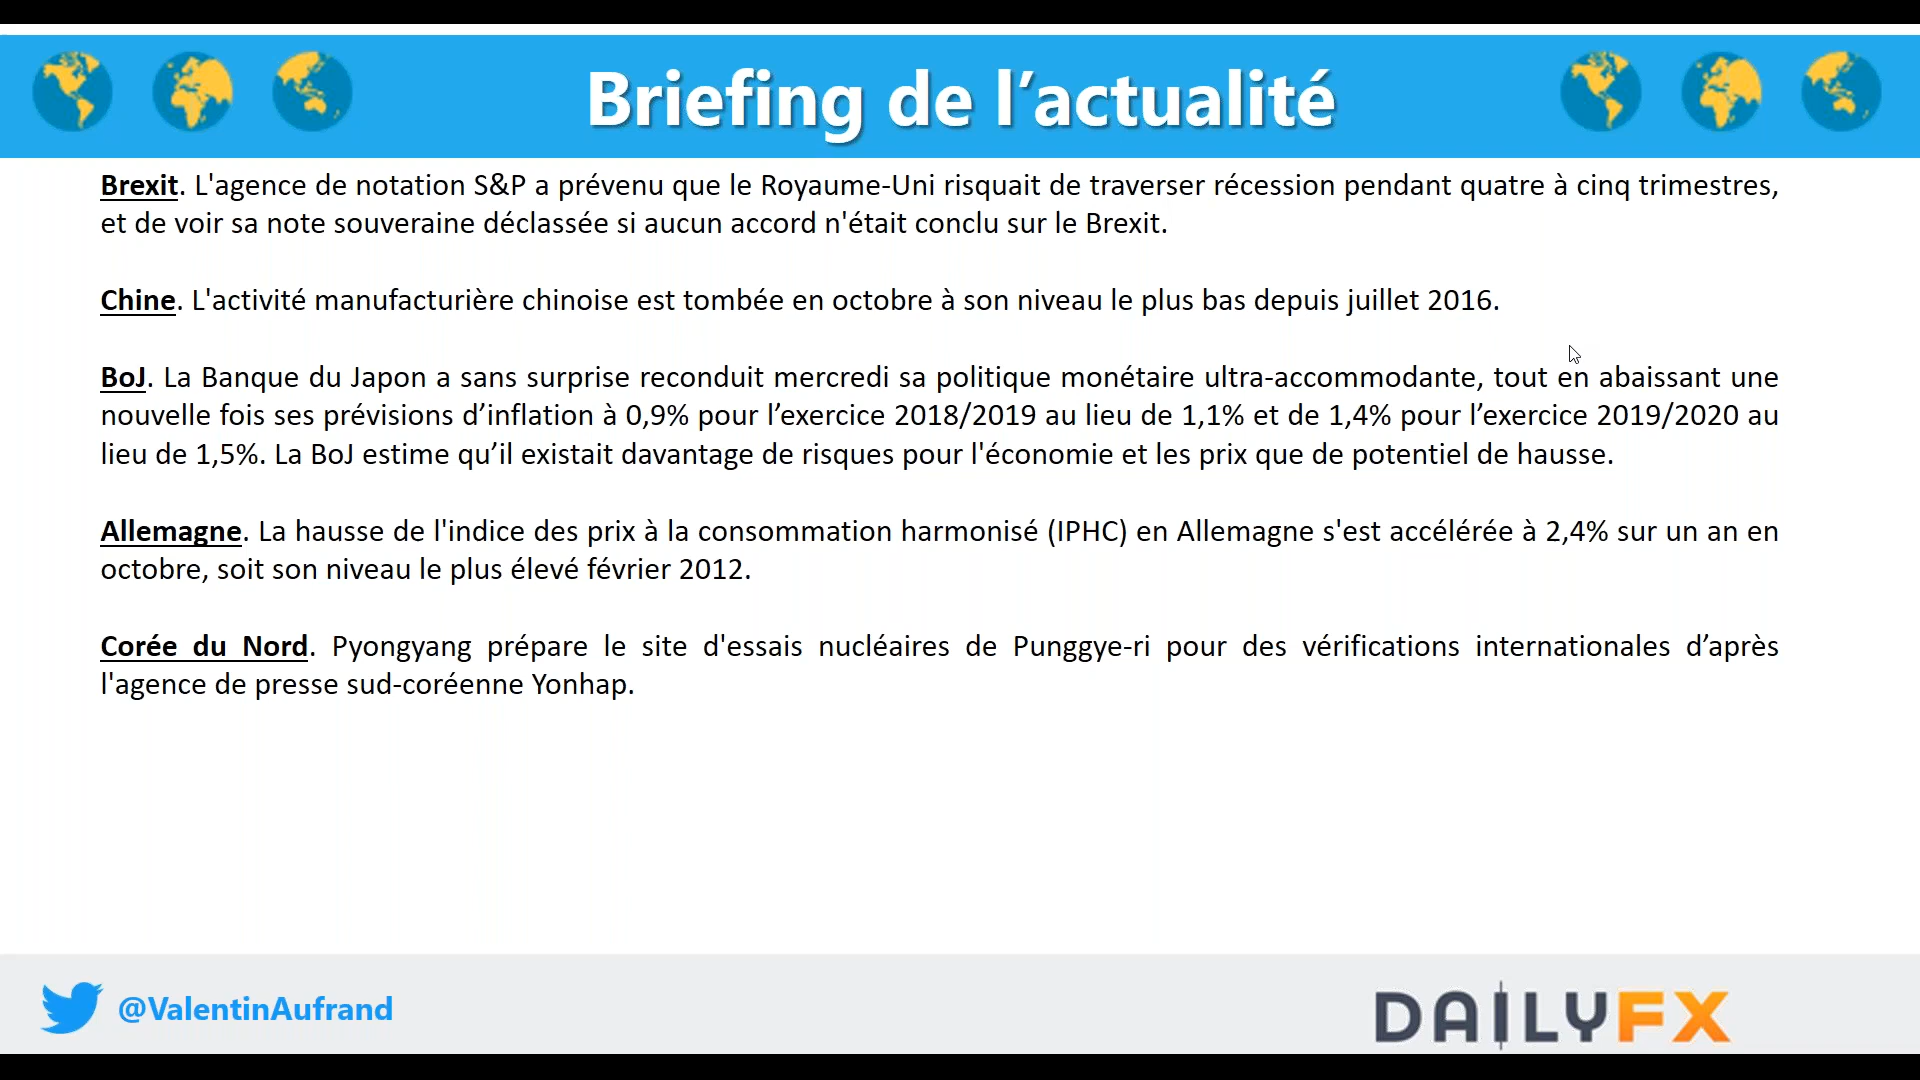 Briefing de l’actualité
Brexit. L'agence de notation S&P a prévenu que le Royaume-Uni risquait de traverser récession pendant quatre à cinq trimestres,
et de voir sa note souveraine déclassée si aucun accord n'était conclu sur le Brexit.
Chine. L'activité manufacturière chinoise est tombée en octobre à son niveau le plus bas depuis juillet 2016.
BoJ. La Banque du Japon a sans surprise reconduit mercredi sa politique monétaire ultra-accommodante, tout en abaissant une
nouvelle fois ses prévisions d’inflation à 0,9% pour l’exercice 2018/2019 au lieu de 1,1% et de 1,4% pour l’exercice 2019/2020 au
lieu de 1,5%. La BoJ estime qu’il existait davantage de risques pour l'économie et les prix que de potentiel de hausse.
Allemagne. La hausse de l'indice des prix à la consommation harmonisé (IPHC) en Allemagne s'est accélérée à 2,4% sur un an en
octobre, soit son niveau le plus élevé février 2012.
Corée du Nord. Pyongyang prépare le site d'essais nucléaires de Punggye-ri pour des vérifications internationales d’après
l'agence de presse sud-coréenne Yonhap.
@ValentinAufrand
DAILYFX